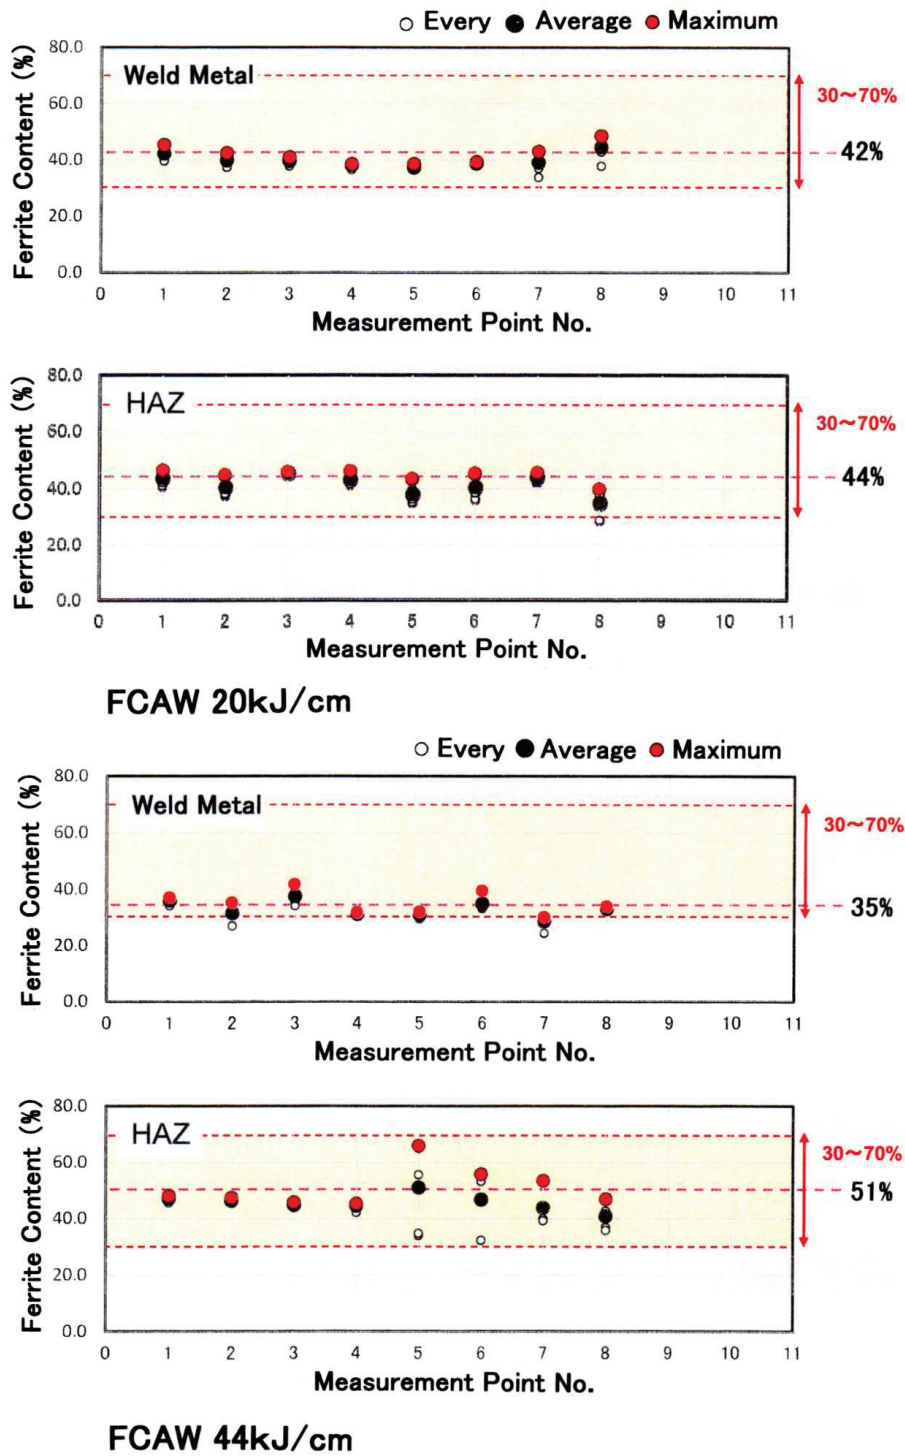 ○ Every ● Average ● Maximum
80.0
Weld Metal
30~70%
60.0
42%
40.0
20.0
0.0
Ferrite Content (%)
0 1 2 3 4 5 6 7 8 9 10 11
Measurement Point No.
80.0
HAZ
30~70%
60.0
44%
40.0
20.0
0.0
Ferrite Content (%)
0 1 2 3 4 5 6 7 8 9 10 11
Measurement Point No.
FCAW 20kJ/cm
○ Every ● Average ● Maximum
80.0
Weld Metal
30~70%
60.0
40.0
35%
20.0
0.0
Ferrite Content (%)
0 1 2 3 4 5 6 7 8 9 10 11
Measurement Point No.
80.0
HAZ
30~70%
60.0
51%
40.0
20.0
0.0
Ferrite Content (%)
0 1 2 3 4 5 6 7 8 9 10 11
Measurement Point No.
FCAW 44kJ/cm